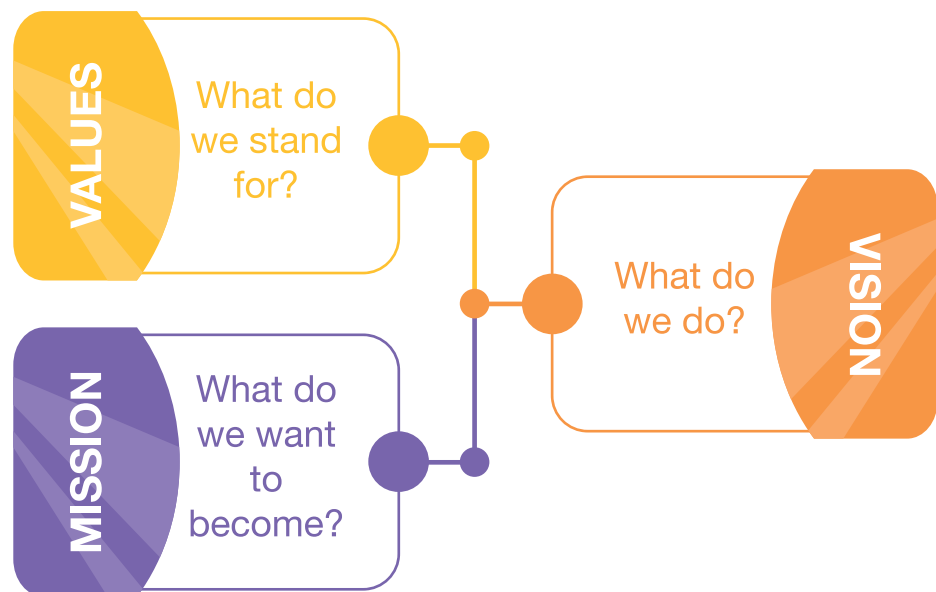 VALUES
What do
we stand
for?
MISSION
What do
we want
to
become?
What do
we do?
VISION